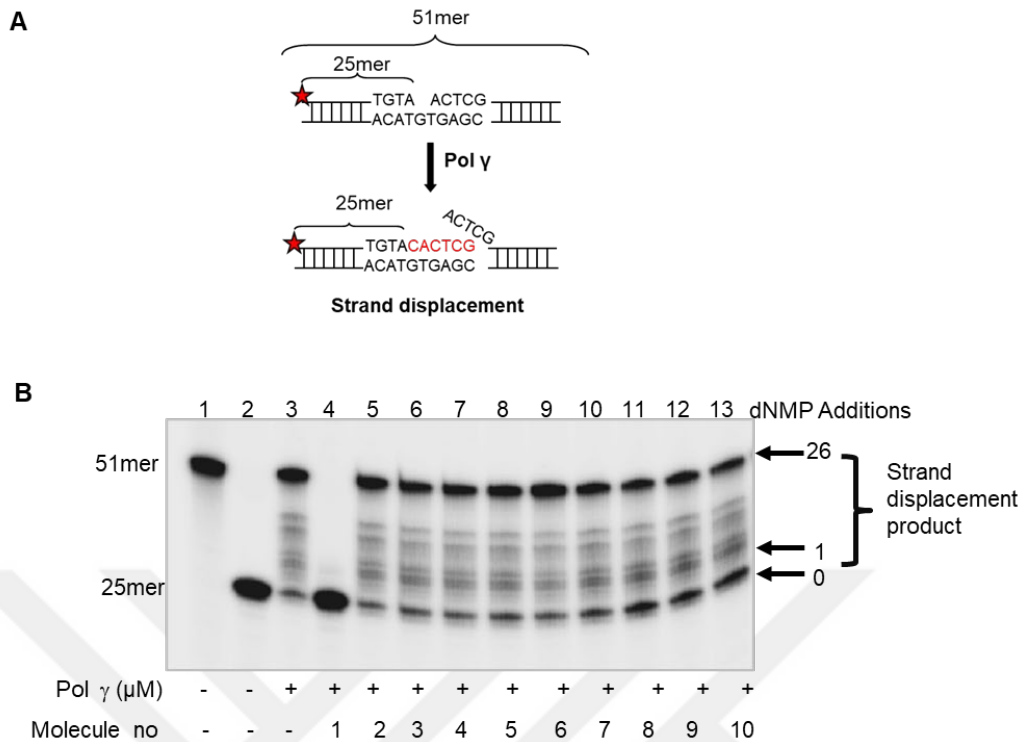 A
51mer
25mer
TGTA ACTCG
ACATGTGAGC
Pol γ
25mer
ACTCG
TGTACACTCG
ACATGTGAGC
Strand displacement
B
1 2 3 4 5 6 7 8 9 10 11 12 13 dNMP Additions
51mer
26
Strand
displacement
product
1
0
25mer
Pol γ (µM) - - + + + + + + + + + + +
Molecule no - - - 1 2 3 4 5 6 7 8 9 10